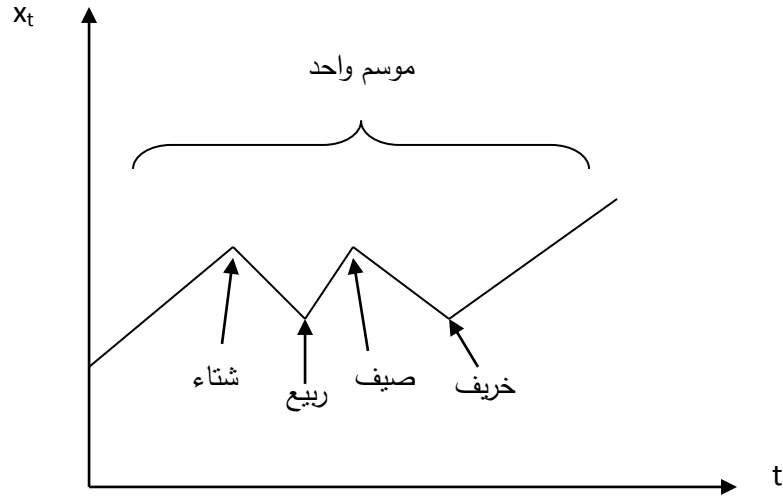 xₜ
موسم واحد
شتاء
ربيع
صيف
خريف
t